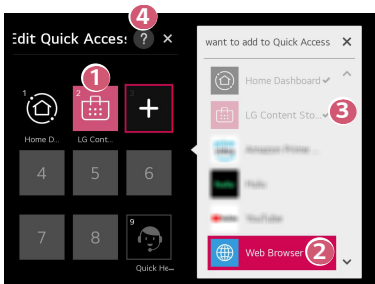 Edit Quick Access
4
?
×
1
2
3
+
1
Home D...
LG Cont...
4
5
6
7
8
9
Quick He...
want to add to Quick Access
×
Home Dashboard ✔
LG Content Sto... ✔
3
Amazon Prime ...
Hulu
YouTube
Web Browser
2